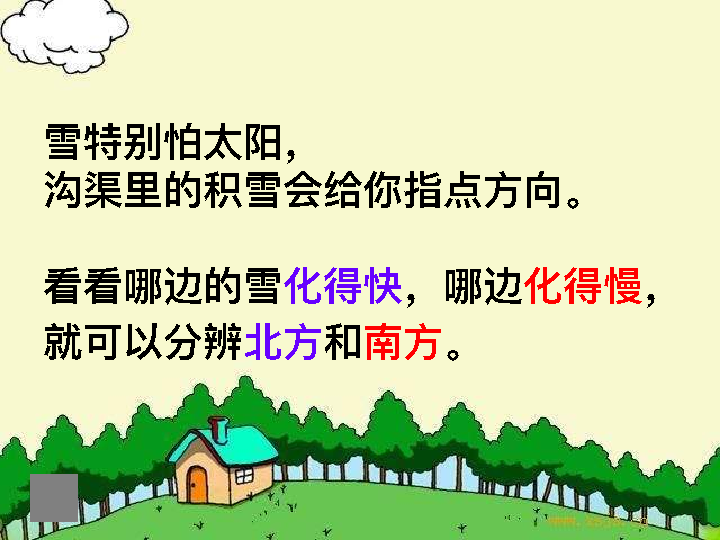 雪特别怕太阳，
沟渠里的积雪会给你指点方向。
看看哪边的雪化得快，哪边化得慢，
就可以分辨北方和南方。